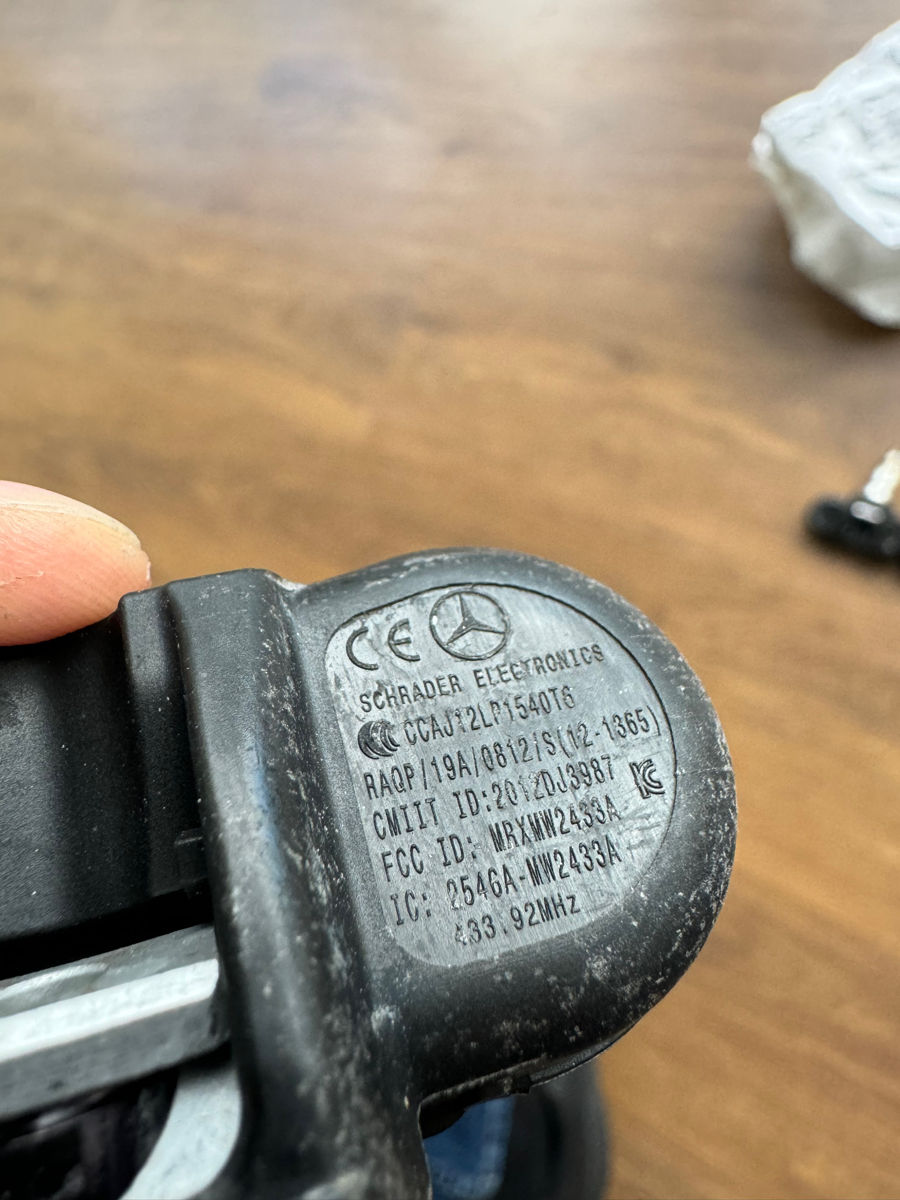 CE
SCHRADER ELECTRONICS
CCAJ12LP1540T6
RAQP/19A/0812/S(12-1365)
CMIIT ID:2012DJ3987
FCC ID: MRXMW2433A
IC: 2546A-MW2433A
433.92MHz